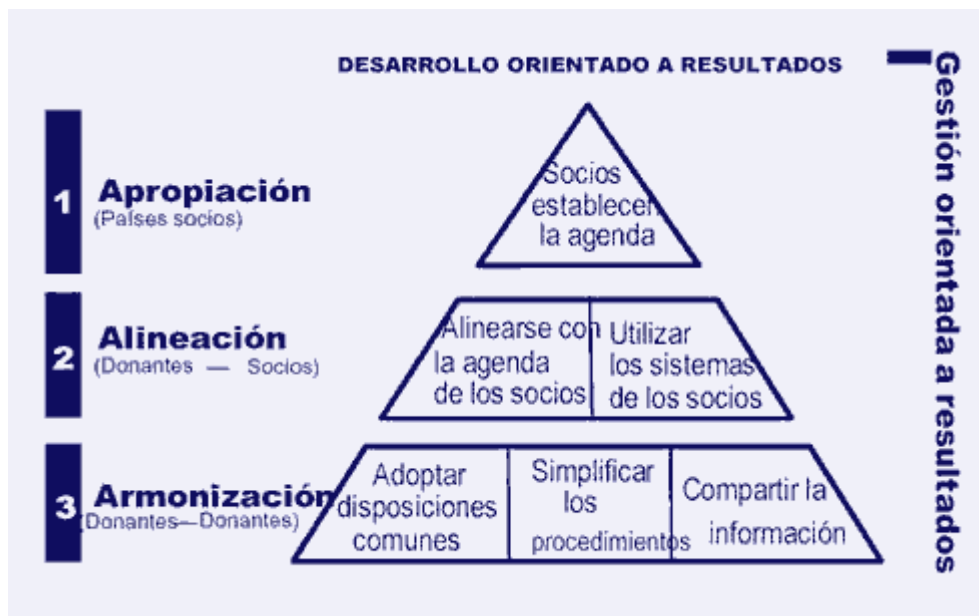 DESARROLLO ORIENTADO A RESULTADOS
1
Apropiación
(Países socios)
Socios
establecen
la agenda
2
Alineación
(Donantes — Socios)
Alinearse con
la agenda
de los socios
Utilizar
los sistemas
de los socios
3
Armonización
(Donantes—Donantes)
Adoptar
disposiciones
comunes
Simplificar
los
procedimientos
Compartir la
información
Gestión orientada a resultados